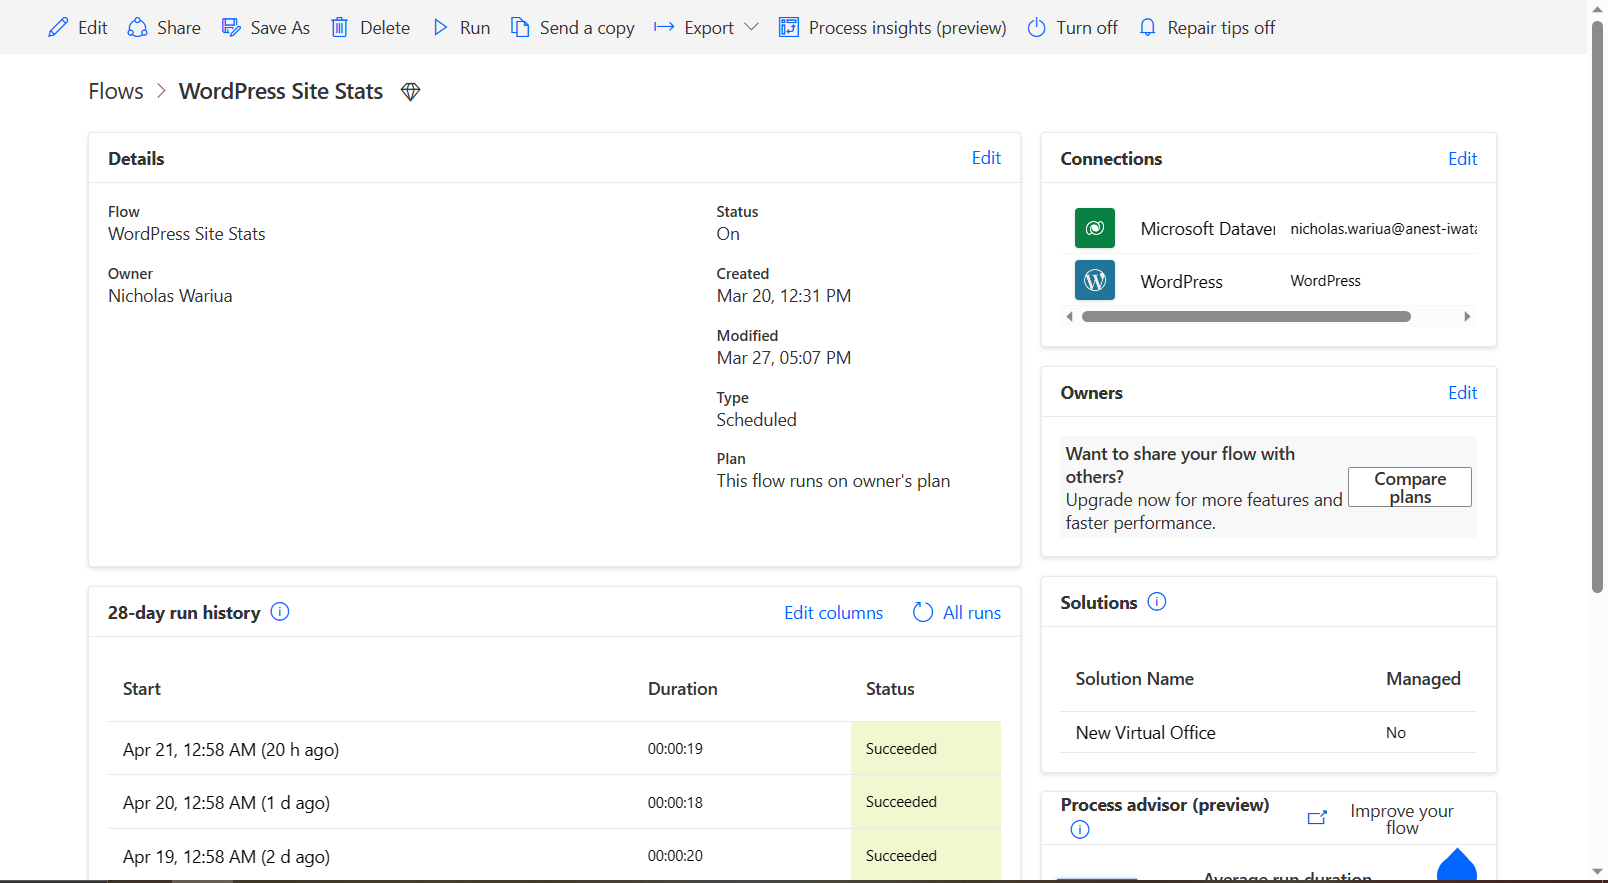 Edit Share Save As Delete Run Send a copy Export Process insights (preview) Turn off Repair tips off
Flows > WordPress Site Stats
Details Edit
Flow
WordPress Site Stats
Owner
Nicholas Wariua
Status
On
Created
Mar 20, 12:31 PM
Modified
Mar 27, 05:07 PM
Type
Scheduled
Plan
This flow runs on owner's plan
28-day run history Edit columns All runs
Start Duration Status
Apr 21, 12:58 AM (20 h ago) 00:00:19 Succeeded
Apr 20, 12:58 AM (1 d ago) 00:00:18 Succeeded
Apr 19, 12:58 AM (2 d ago) 00:00:20 Succeeded
Connections Edit
Microsoft Dataver nicholas.wariua@anest-iwata
WordPress WordPress
Owners Edit
Want to share your flow with
others?
Upgrade now for more features and
faster performance.
Compare
plans
Solutions
Solution Name Managed
New Virtual Office No
Process advisor (preview)
Improve your
flow
Average run duration